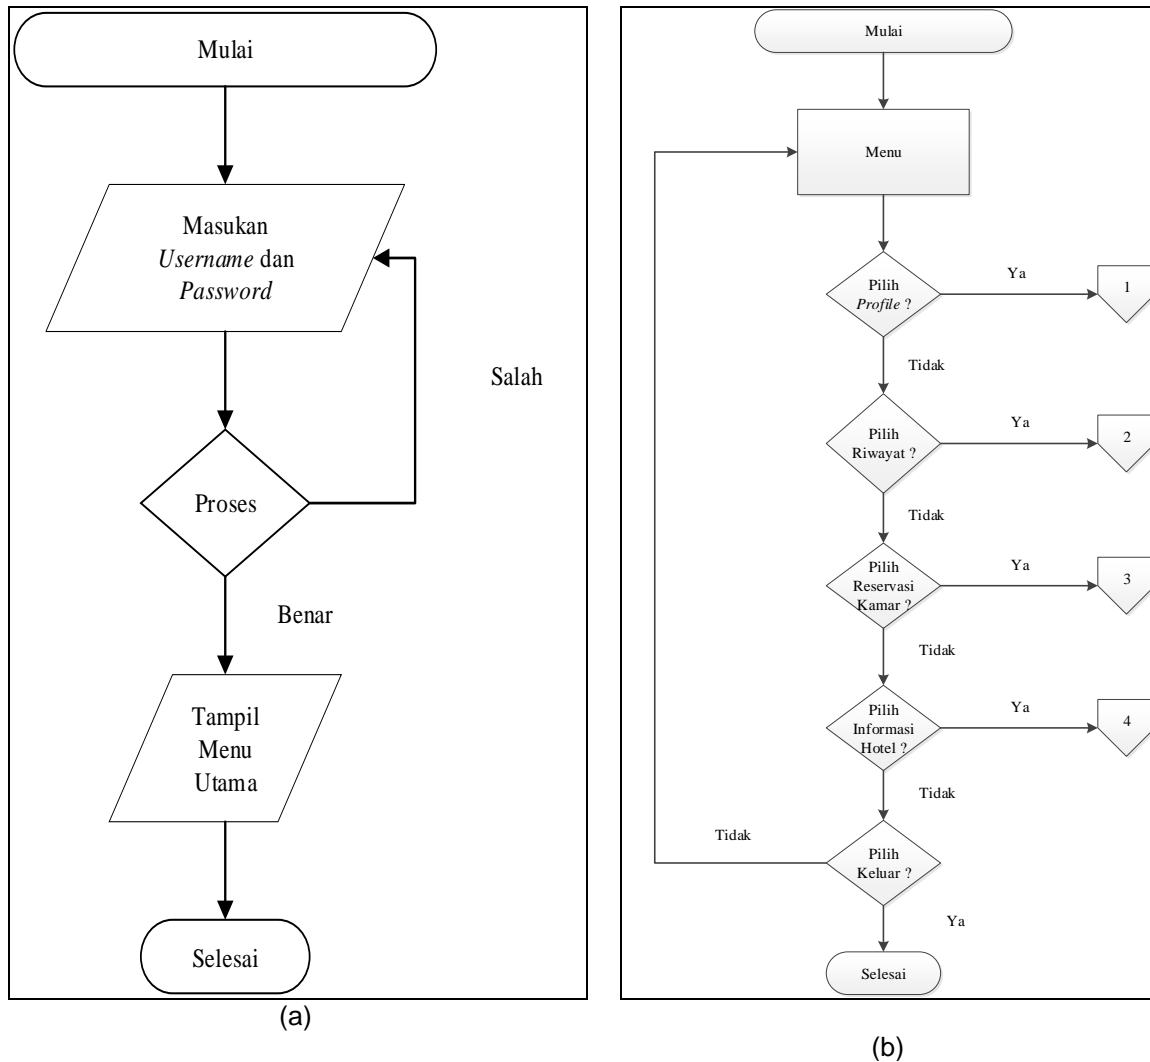 Mulai
Masukan
Username dan
Password
Salah
Proses
Benar
Tampil
Menu
Utama
Selesai
(a)
Mulai
Menu
Pilih
Profile ?
Ya
1
Tidak
Pilih
Riwayat ?
Ya
2
Tidak
Pilih
Reservasi
Kamar ?
Ya
3
Tidak
Pilih
Informasi
Hotel ?
Ya
4
Tidak
Tidak
Pilih
Keluar ?
Ya
Selesai
(b)